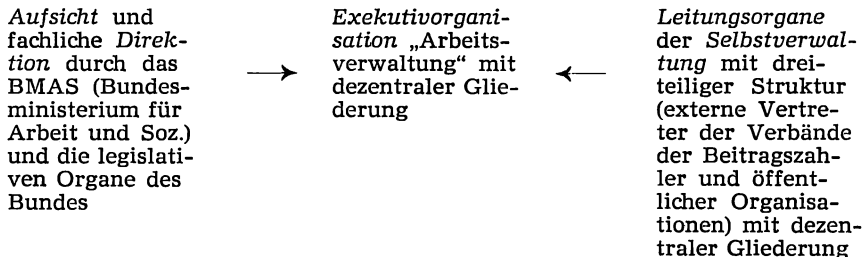 Aufsicht und
fachliche Direk-
tion durch das
BMAS (Bundes-
ministerium für
Arbeit und Soz.)
und die legislati-
ven Organe des
Bundes
Exekutivorgani-
sation „Arbeits-
verwaltung“ mit
dezentraler Glie-
derung
Leitungsorgane
der Selbstverwal-
tung mit drei-
teiliger Struktur
(externe Vertre-
ter der Verbände
der Beitragszah-
ler und öffent-
licher Organisa-
tionen) mit dezen-
traler Gliederung